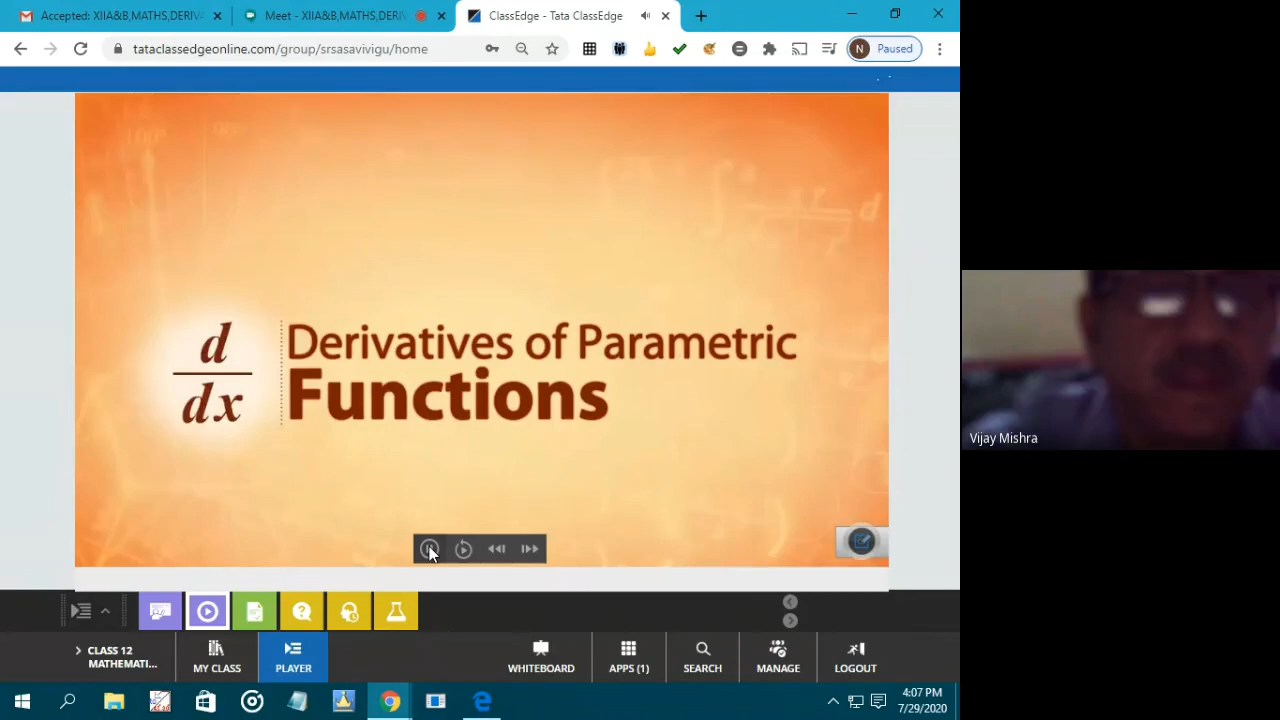 Accepted: XIIA&B,MATHS,DERIVA
Meet - XIIA&B,MATHS,DERIV
ClassEdge - Tata ClassEdge
tataclassedgeonline.com/group/srsasavivigu/home
N
Paused
d
dx
Derivatives of Parametric
Functions
Vijay Mishra
CLASS 12
MATHEMATI...
MY CLASS
PLAYER
WHITEBOARD
APPS (1)
SEARCH
MANAGE
LOGOUT
4:07 PM
7/29/2020